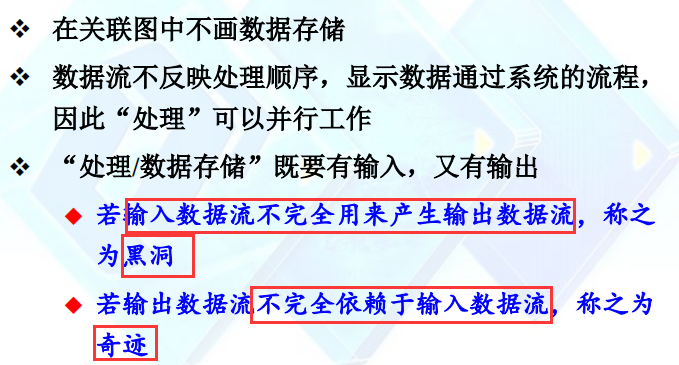 在关联图中不画数据存储
数据流不反映处理顺序，显示数据通过系统的流程，
因此“处理”可以并行工作
“处理/数据存储”既要有输入，又有输出
若输入数据流不完全用来产生输出数据流，称之
为黑洞
若输出数据流不完全依赖于输入数据流，称之为
奇迹